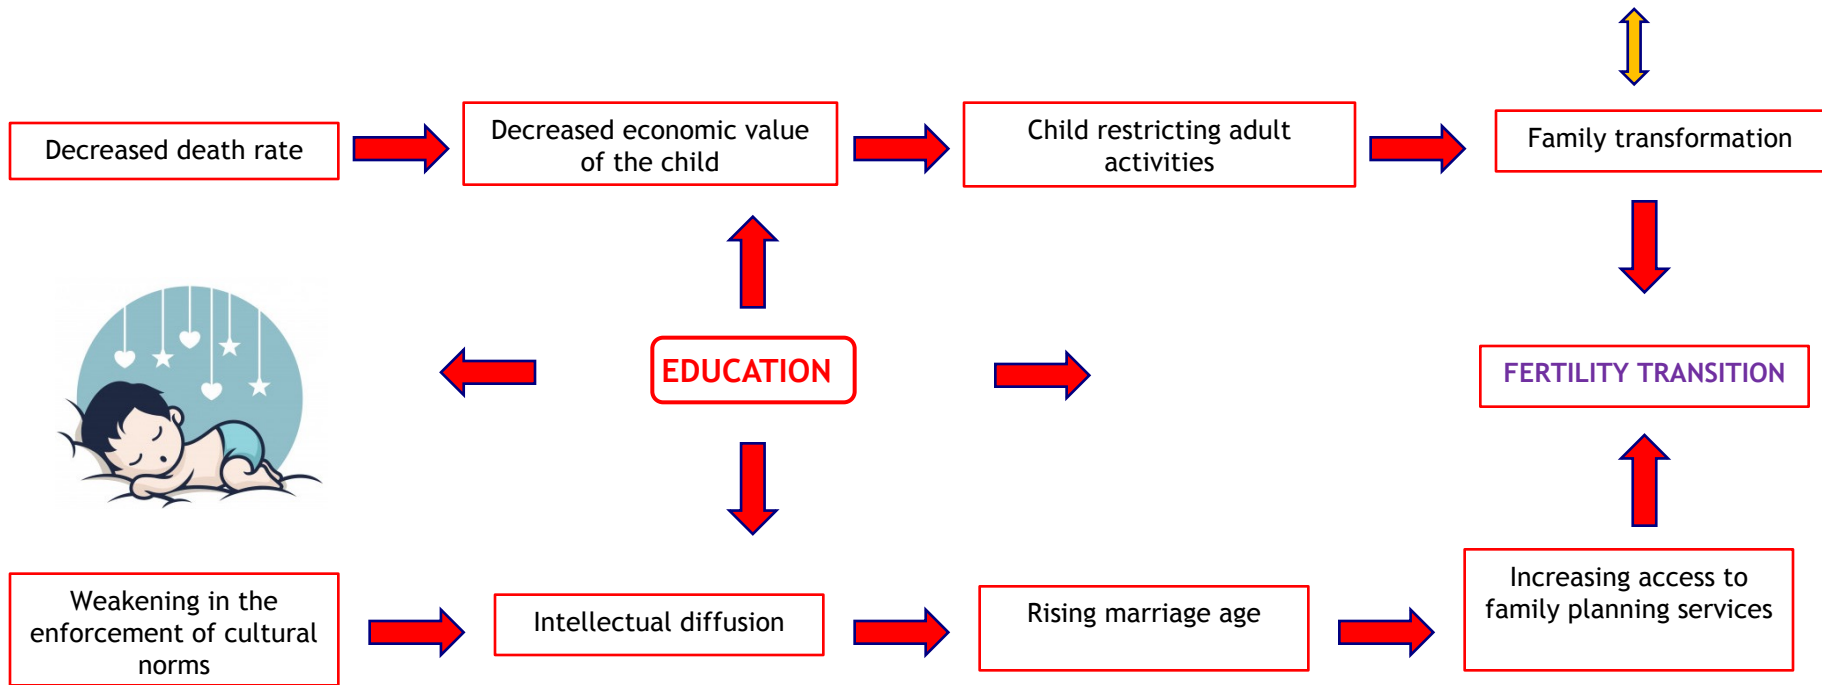 Decreased death rate
Decreased economic value
of the child
Child restricting adult
activities
Family transformation
EDUCATION
FERTILITY TRANSITION
Weakening in the
enforcement of cultural
norms
Intellectual diffusion
Rising marriage age
Increasing access to
family planning services